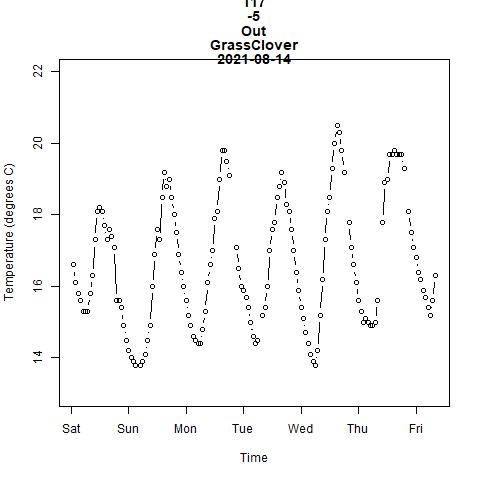 117
-5
Out
GrassClover
2021-08-14
Temperature (degrees C)
22
20
18
16
14
Sat Sun Mon Tue Wed Thu Fri
Time